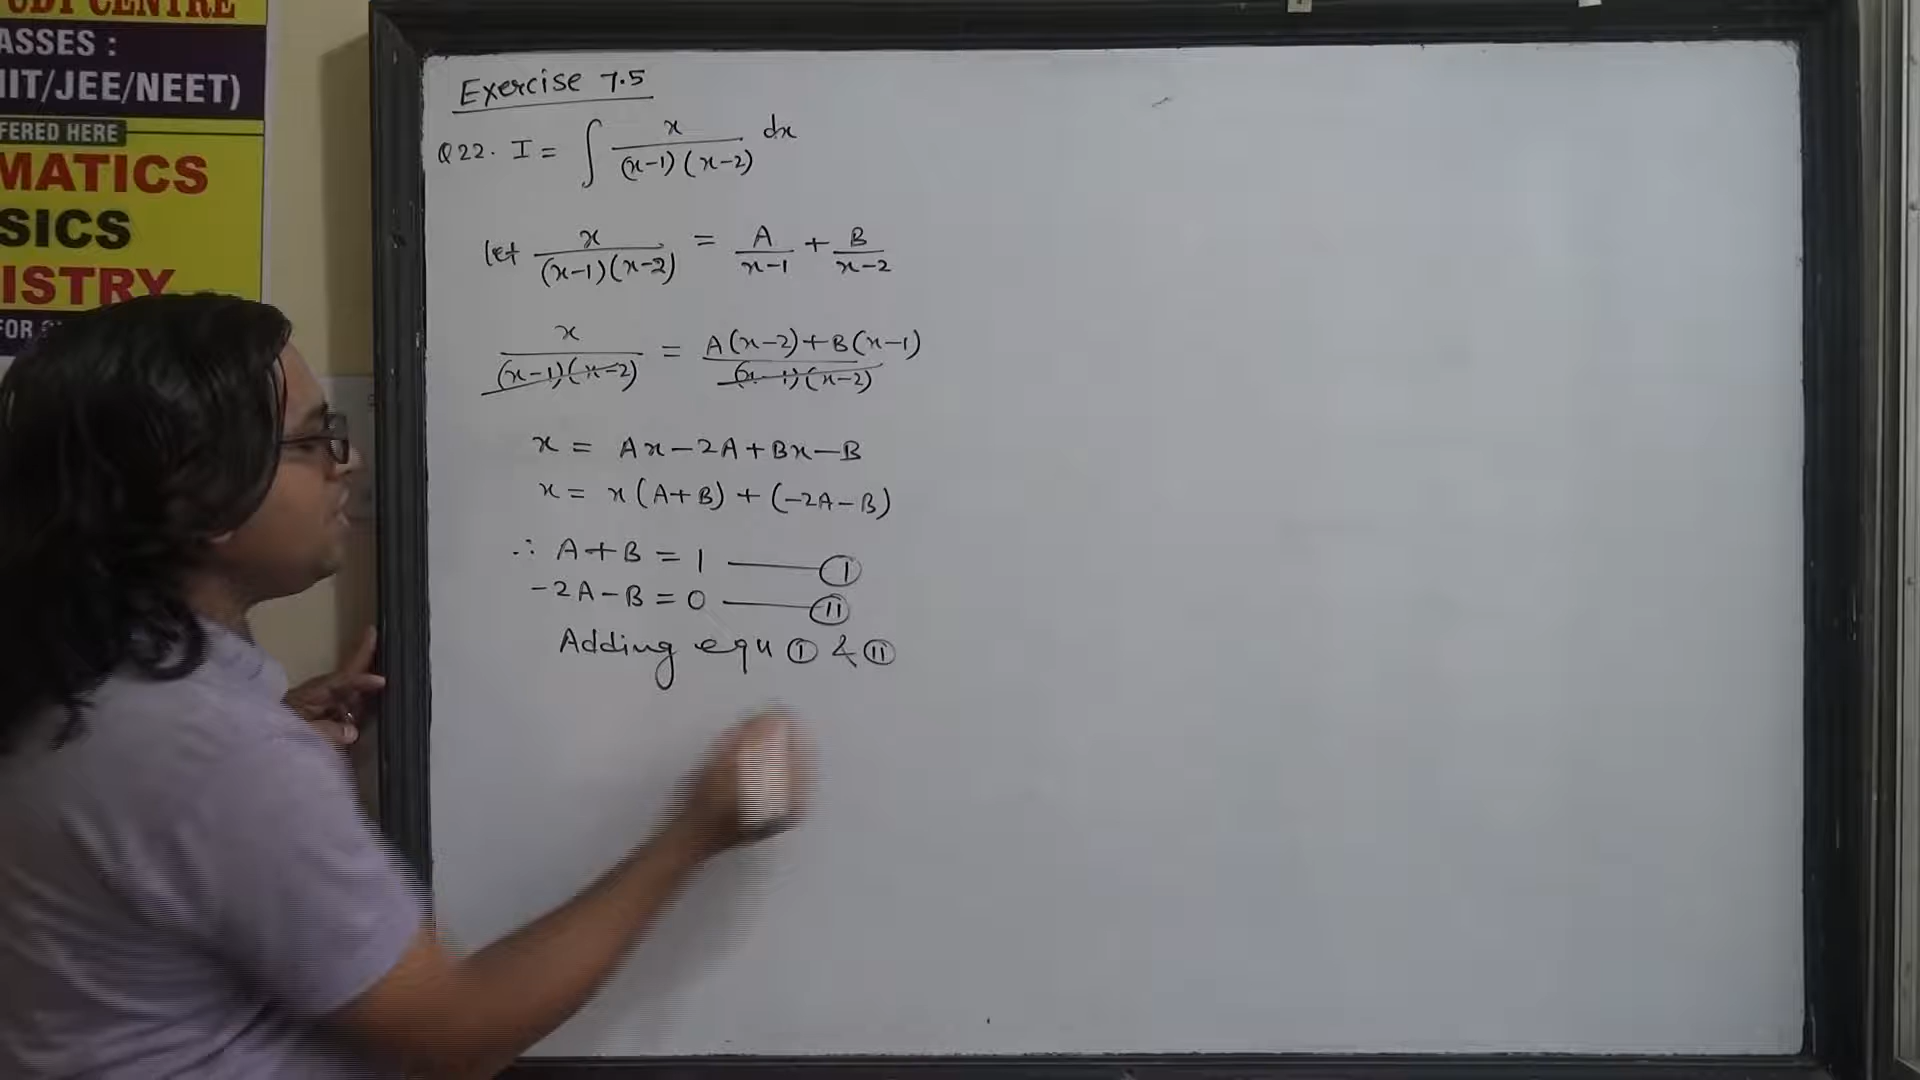 ASSES :
IIT/JEE/NEET)
FERED HERE
MATICS
SICS
ISTRY
FOR
Exercise 7.5
Q22. I = ∫ x/((x-1)(x-2)) dx
let x/((x-1)(x-2)) = A/(x-1) + B/(x-2)
x/((x-1)(x-2)) = (A(x-2)+B(x-1))/((x-1)(x-2))
x = Ax-2A+Bx-B
x = x(A+B) + (-2A-B)
∴ A+B = 1 —— Ⓘ
-2A-B = 0 —— (II)
Adding equ Ⓘ & (II)